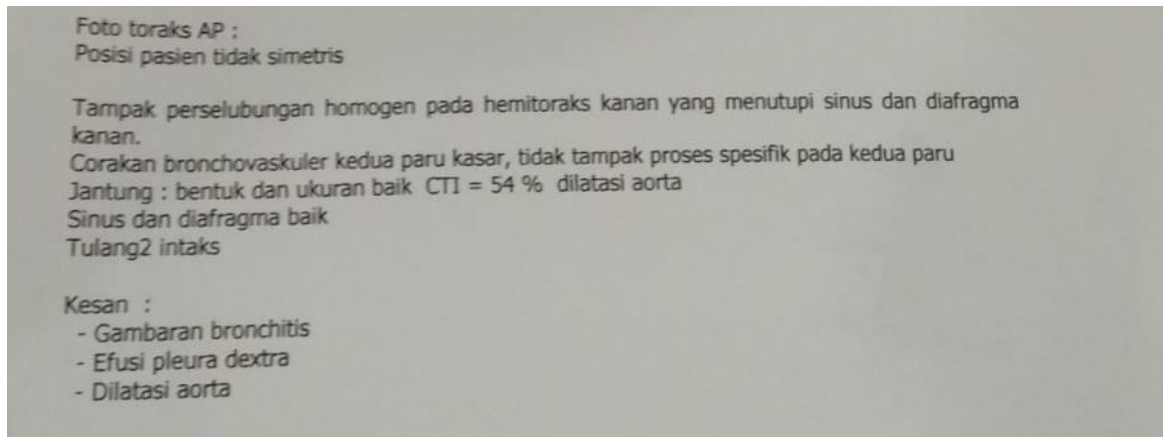 Foto toraks AP :
Posisi pasien tidak simetris
Tampak perselubungan homogen pada hemitoraks kanan yang menutupi sinus dan diafragma
kanan.
Corakan bronchovaskuler kedua paru kasar, tidak tampak proses spesifik pada kedua paru
Jantung : bentuk dan ukuran baik CTI = 54 % dilatasi aorta
Sinus dan diafragma baik
Tulang2 intaks
Kesan :
- Gambaran bronchitis
- Efusi pleura dextra
- Dilatasi aorta